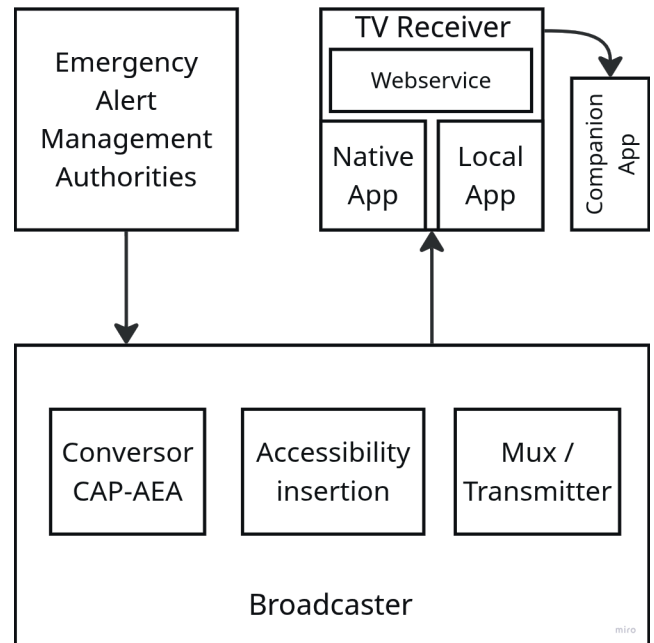 Emergency
Alert
Management
Authorities
TV Receiver
Webservice
Native
App
Local
App
Companion
App
Conversor
CAP-AEA
Accessibility
insertion
Mux /
Transmitter
Broadcaster
miro